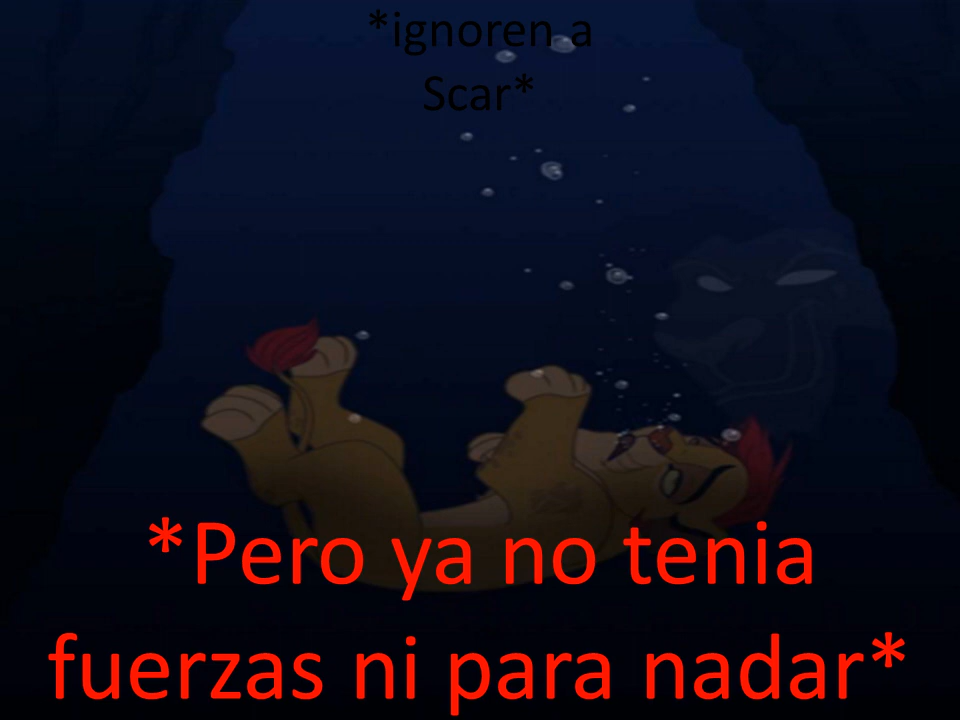 *ignoren a
Scar*
*Pero ya no tenia
fuerzas ni para nadar*